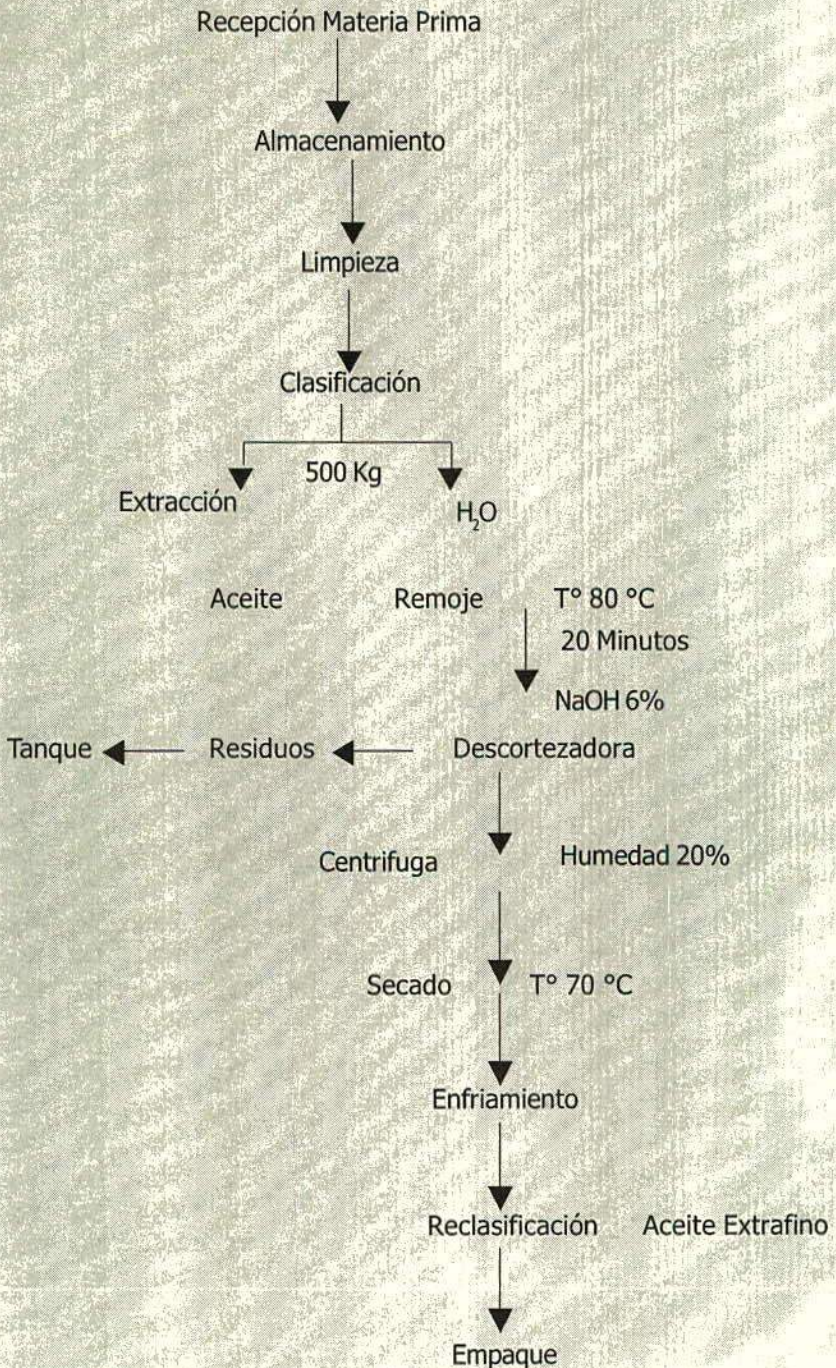 Recepción Materia Prima
Almacenamiento
Limpieza
Clasificación
500 Kg
Extracción
H₂O
Aceite Remoje T° 80 °C
20 Minutos
NaOH 6%
Tanque Residuos Descortezadora
Centrifuga Humedad 20%
Secado T° 70 °C
Enfriamiento
Reclasificación Aceite Extrafino
Empaque